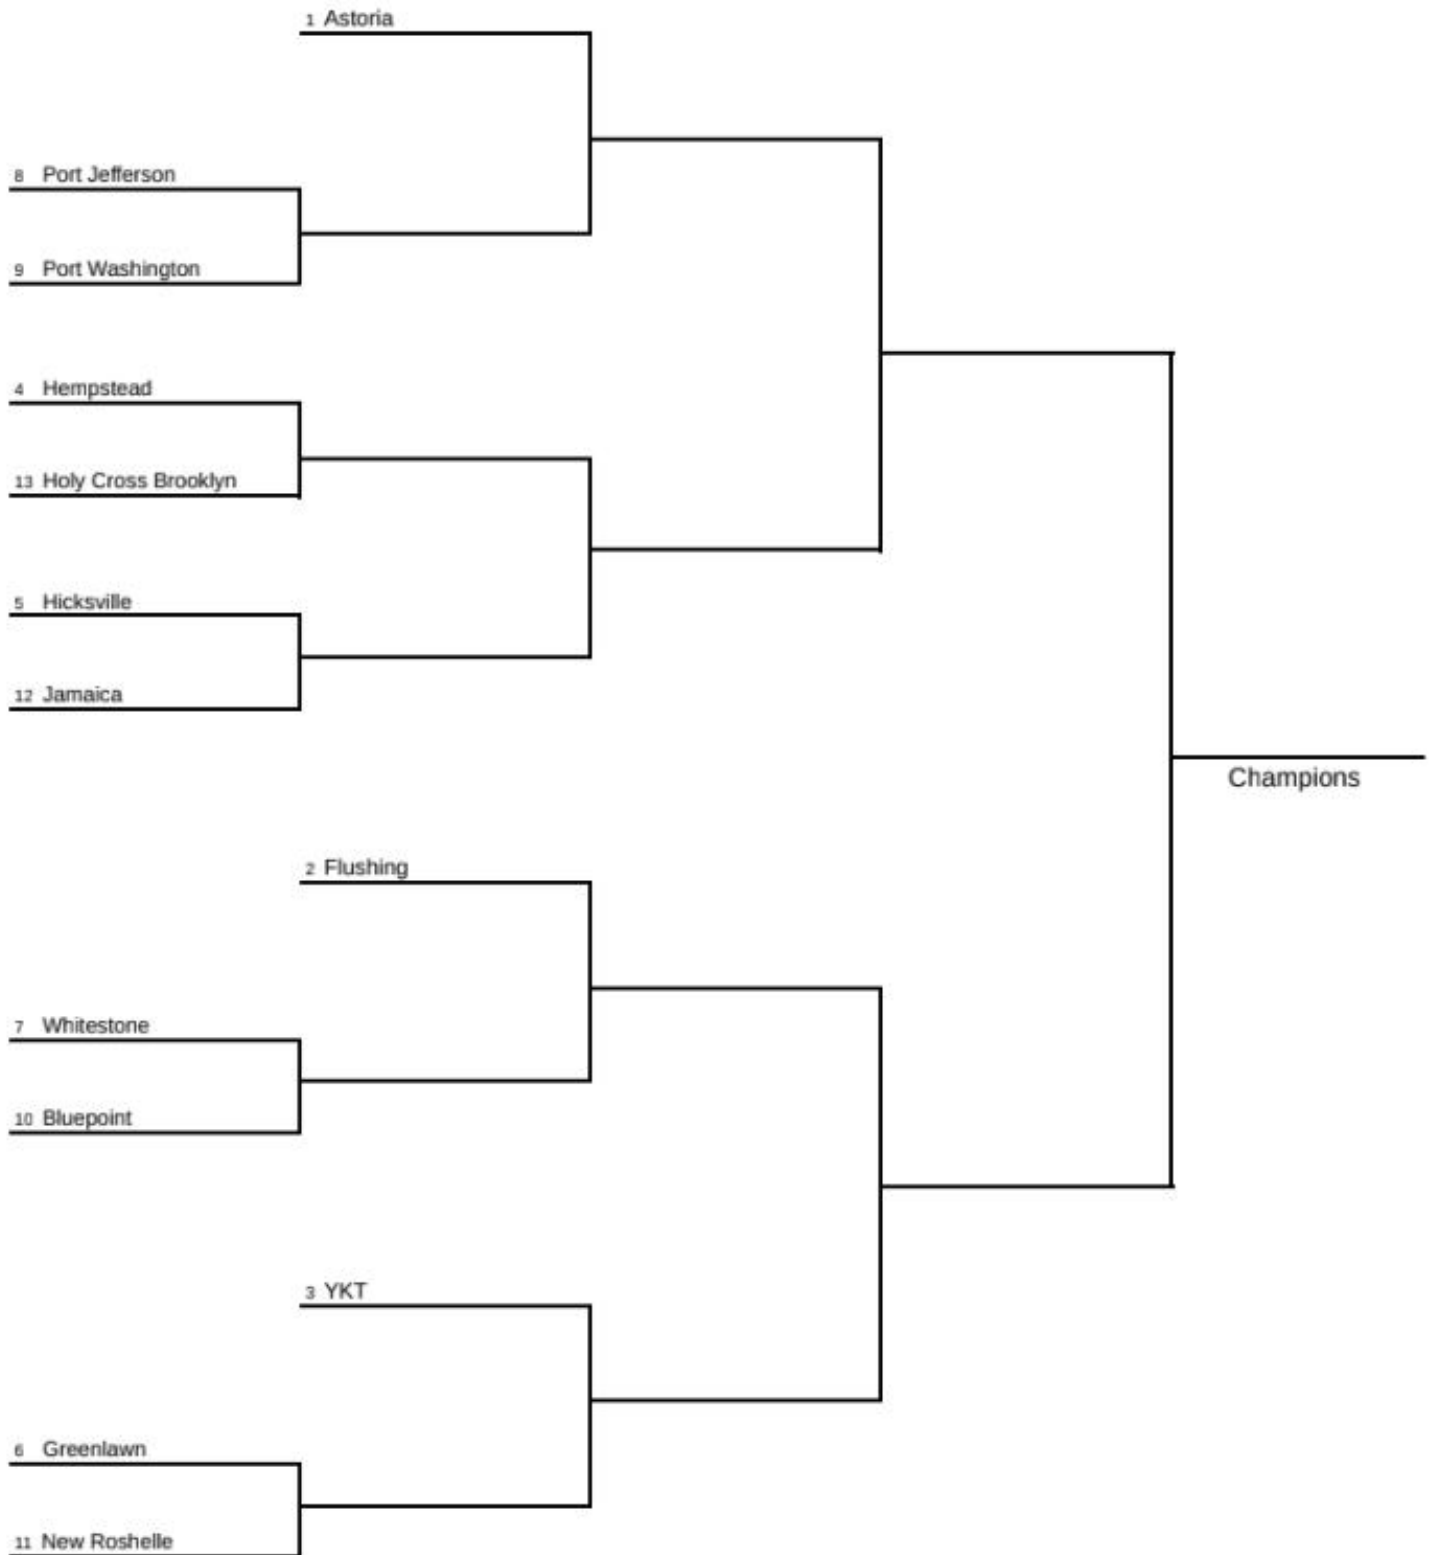 1 Astoria
8 Port Jefferson
9 Port Washington
4 Hempstead
13 Holy Cross Brooklyn
5 Hicksville
12 Jamaica
Champions
2 Flushing
7 Whitestone
10 Bluepoint
3 YKT
6 Greenlawn
11 New Roshelle